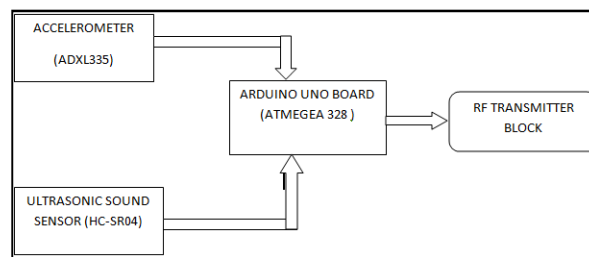 ACCELEROMETER
(ADXL335)
ARDUINO UNO BOARD
(ATMEGEA 328 )
RF TRANSMITTER
BLOCK
ULTRASONIC SOUND
SENSOR (HC-SR04)